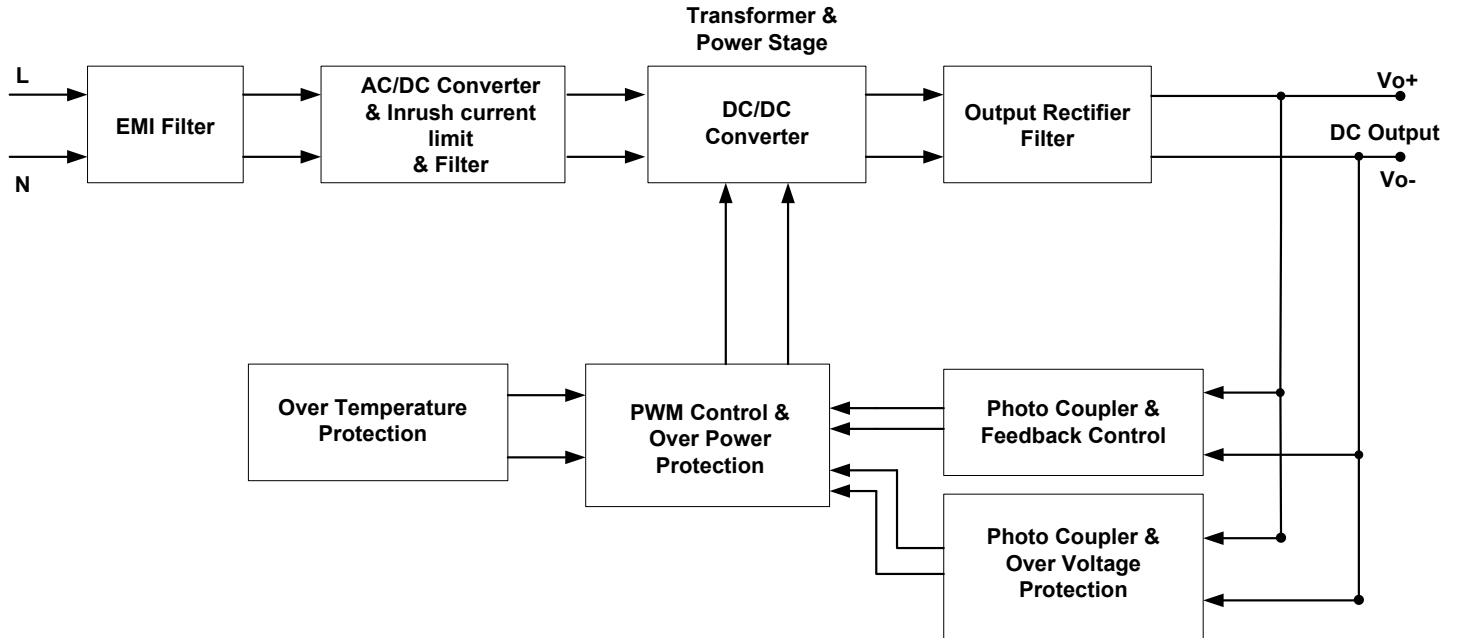 Transformer &
Power Stage
L
N
EMI Filter
AC/DC Converter
& Inrush current
limit
& Filter
DC/DC
Converter
Output Rectifier
Filter
Vo+
DC Output
Vo-
Over Temperature
Protection
PWM Control &
Over Power
Protection
Photo Coupler &
Feedback Control
Photo Coupler &
Over Voltage
Protection